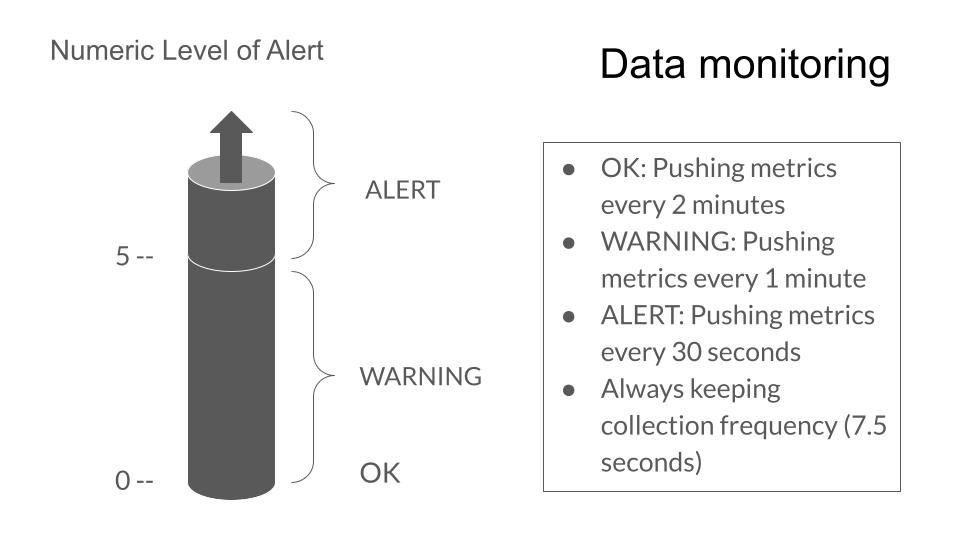 Numeric Level of Alert
Data monitoring
ALERT
5 --
WARNING
OK
0 --
● OK: Pushing metrics
every 2 minutes
● WARNING: Pushing
metrics every 1 minute
● ALERT: Pushing metrics
every 30 seconds
● Always keeping
collection frequency (7.5
seconds)